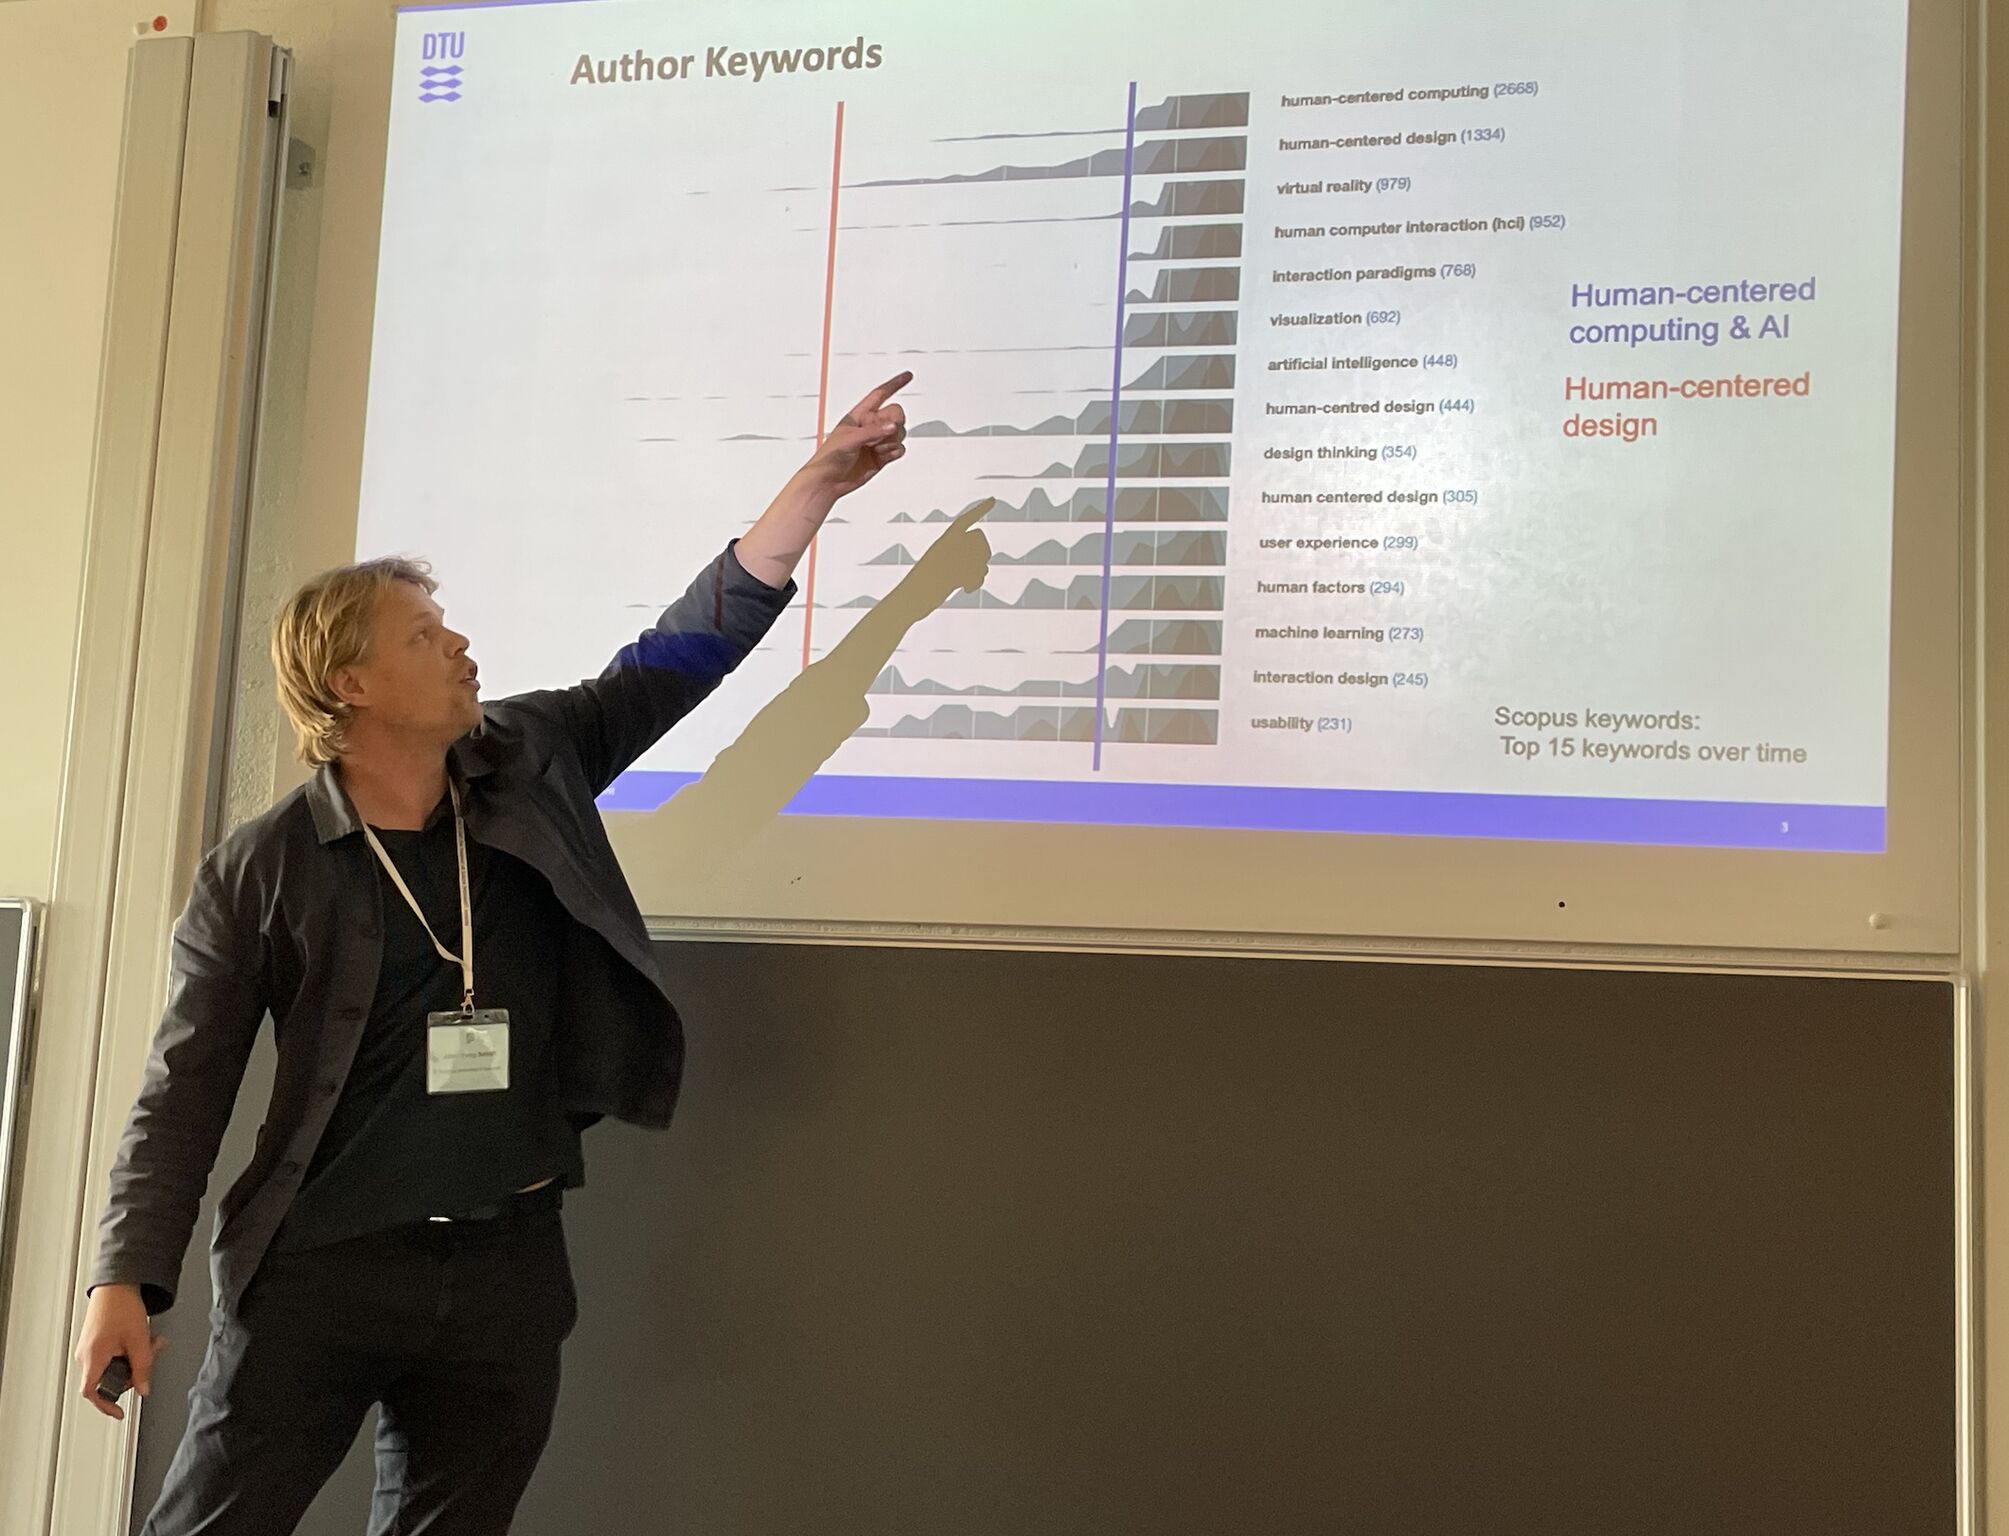 DTU
Author Keywords
human-centered computing (2668)
human-centered design (1334)
virtual reality (979)
human computer interaction (hci) (952)
interaction paradigms (768)
visualization (692)
artificial intelligence (448)
human-centred design (444)
design thinking (354)
human centered design (305)
user experience (299)
human factors (294)
machine learning (273)
interaction design (245)
usability (231)
Human-centered
computing & AI
Human-centered
design
Scopus keywords:
Top 15 keywords over time
3